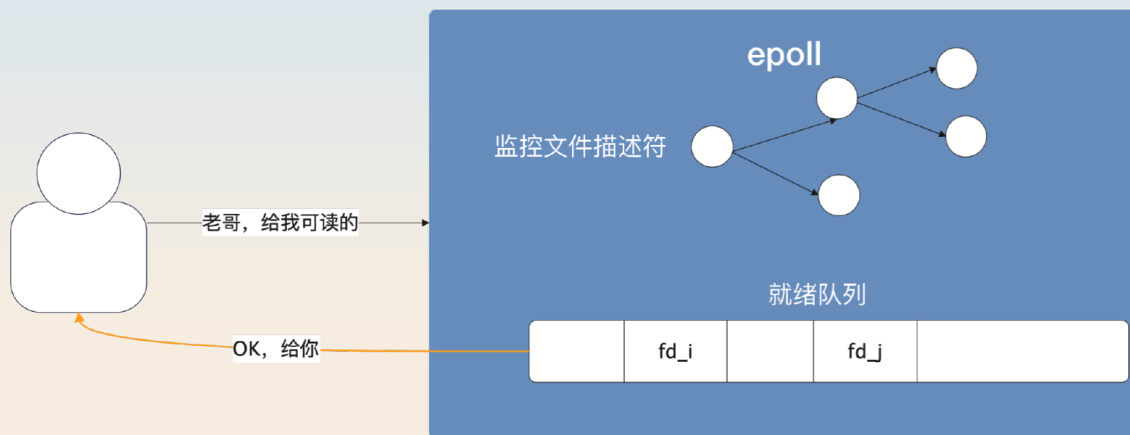 epoll
监控文件描述符
老哥，给我可读的
就绪队列
OK，给你
fd_i
fd_j